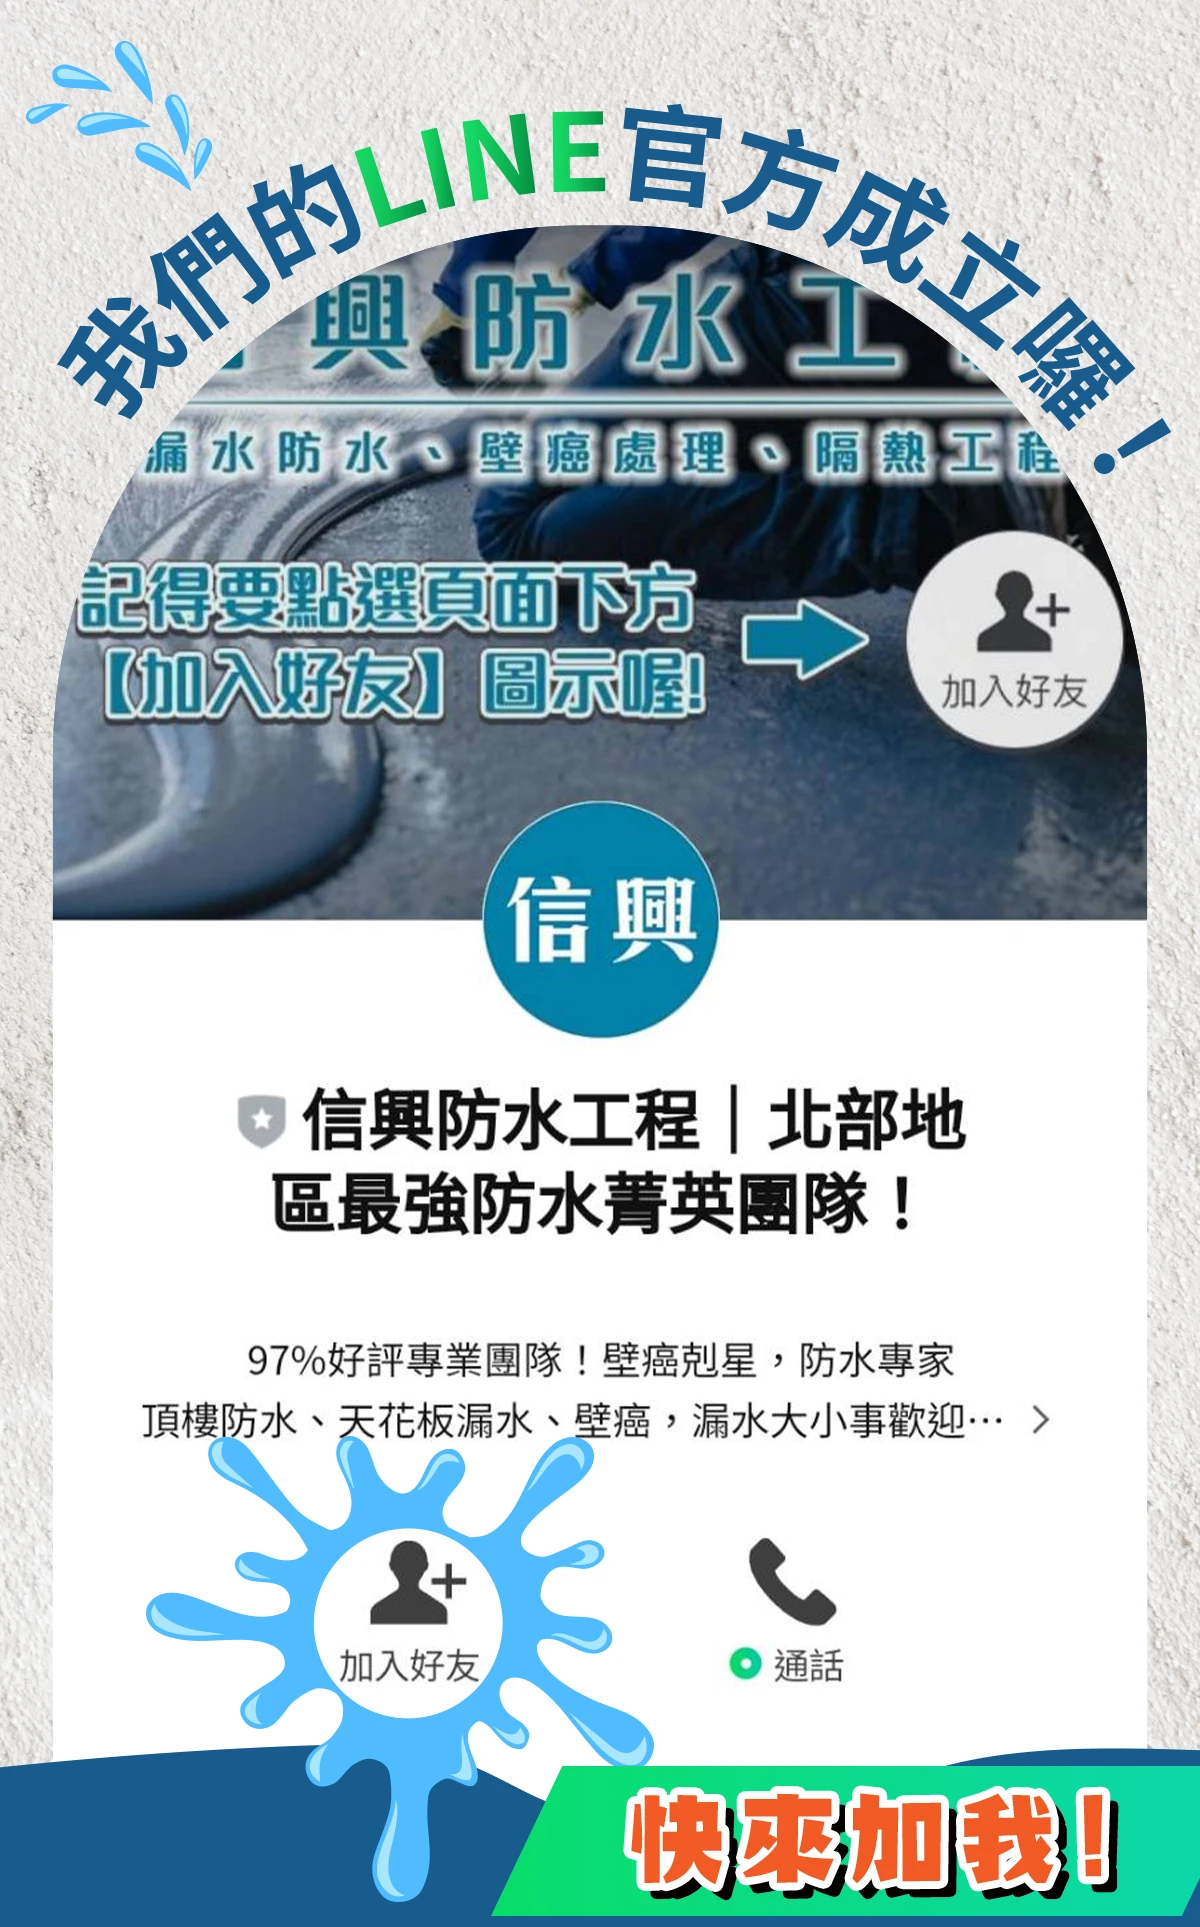 我們的LINE官方成立囉！
興防水工
漏水防水、壁癌處理、隔熱工程
記得要點選頁面下方
【加入好友】圖示喔!
加入好友
信興
信興防水工程｜北部地
區最強防水菁英團隊！
97%好評專業團隊！壁癌剋星，防水專家
頂樓防水、天花板漏水、壁癌，漏水大小事歡迎…
加入好友
通話
快來加我!